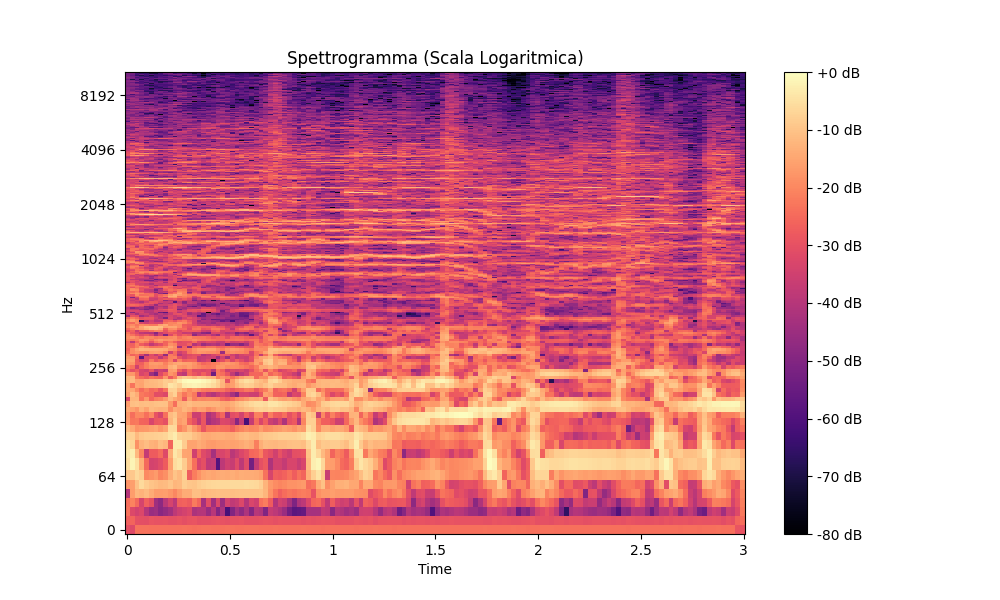 Spettrogramma (Scala Logaritmica)
Hz
8192
4096
2048
1024
512
256
128
64
0
0
0.5
1
1.5
2
2.5
3
Time
+0 dB
-10 dB
-20 dB
-30 dB
-40 dB
-50 dB
-60 dB
-70 dB
-80 dB